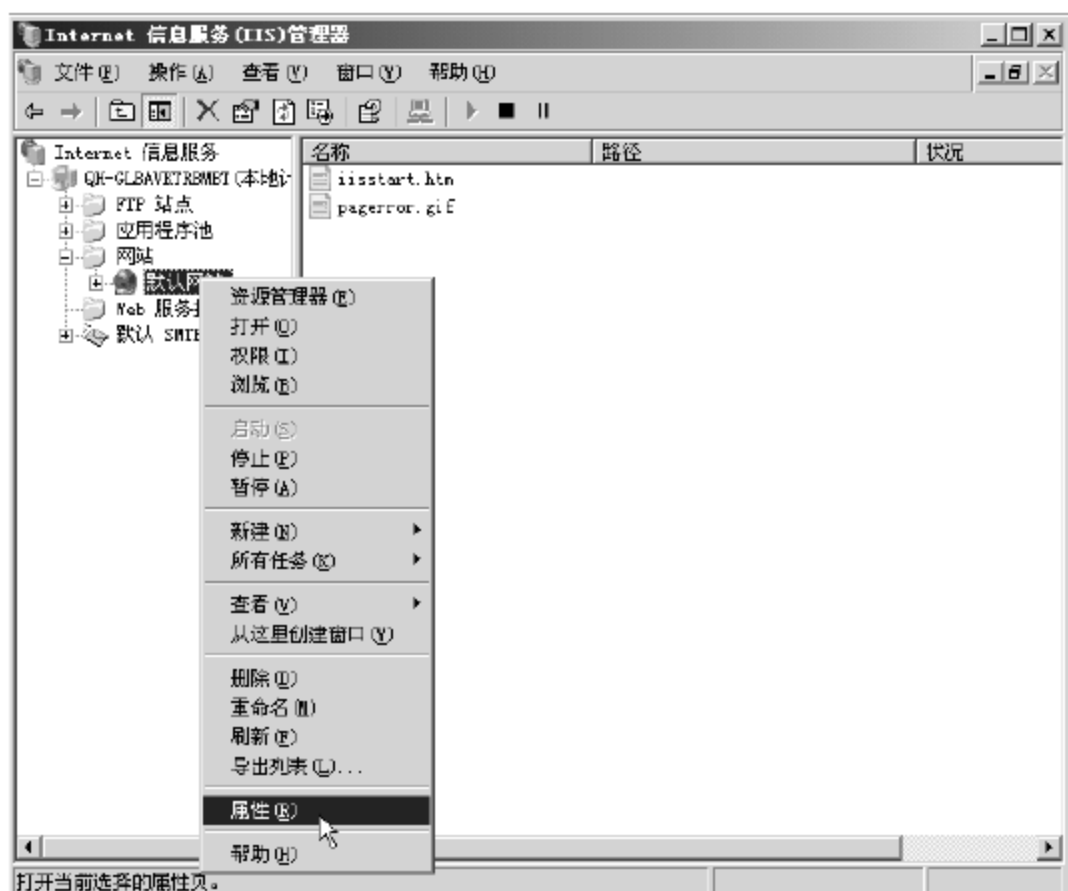 Internet 信息服务(IIS)管理器
文件(F) 操作(A) 查看(V) 窗口(W) 帮助(H)
Internet 信息服务
QH-GLBAVETRBMBT(本地计
FTP 站点
应用程序池
网站
默认网
Web 服务
默认 SMTP
名称 路径 状况
iisstart.htm
pagerror.gif
资源管理器(E)
打开(O)
权限(I)
浏览(B)
启动(S)
停止(P)
暂停(A)
新建(N)
所有任务(K)
查看(V)
从这里创建窗口(W)
删除(D)
重命名(M)
刷新(F)
导出列表(L)...
属性(R)
帮助(H)
打开当前选择的属性页。